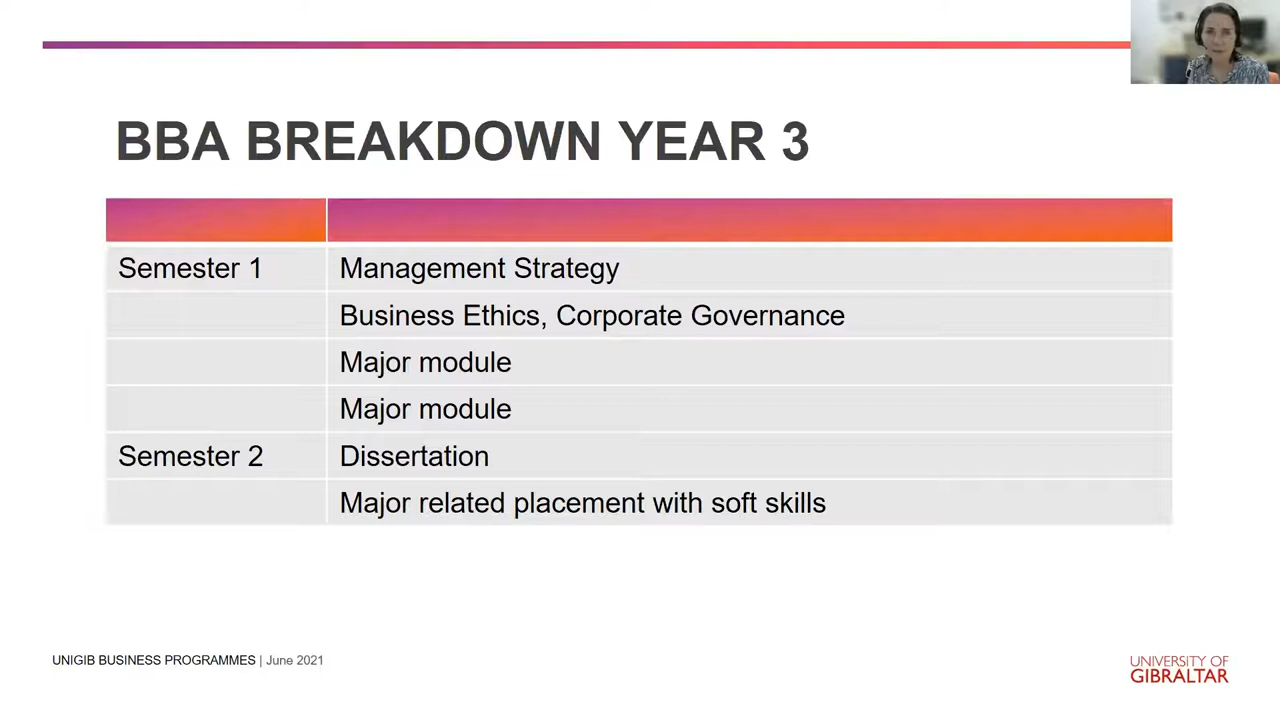 BBA BREAKDOWN YEAR 3
Semester 1 Management Strategy
Business Ethics, Corporate Governance
Major module
Major module
Semester 2 Dissertation
Major related placement with soft skills
UNIGIB BUSINESS PROGRAMMES | June 2021
UNIVERSITY OF
GIBRALTAR